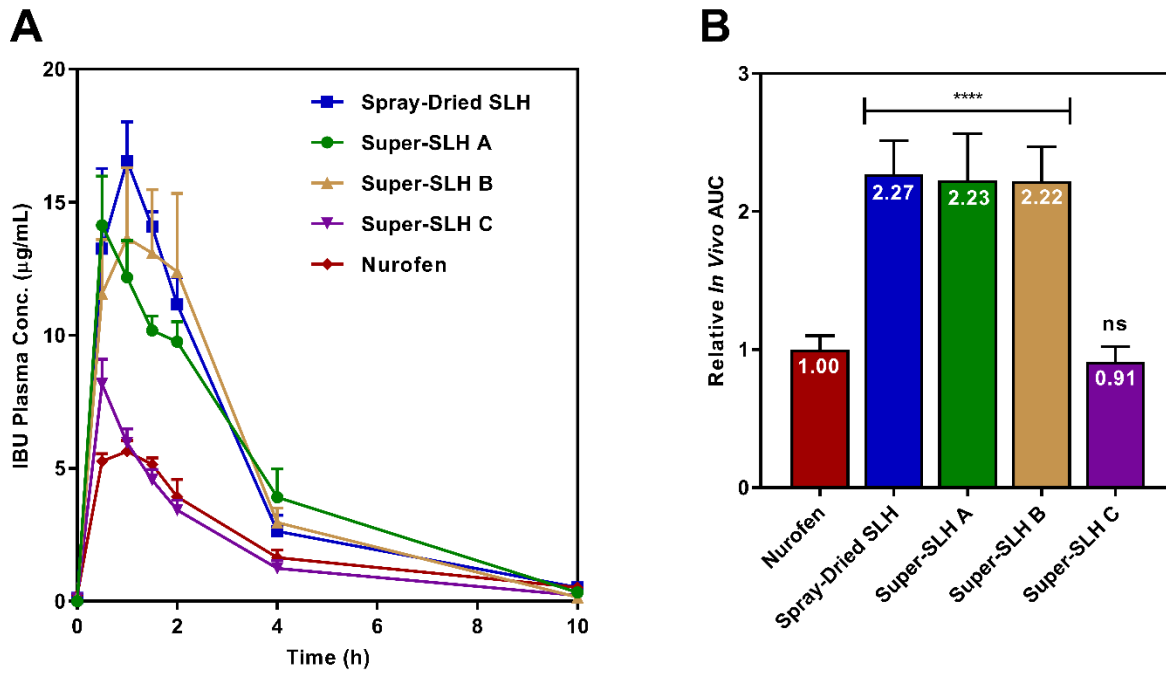 A
20
15
10
5
0
IBU Plasma Conc. (μg/mL)
0 2 4 6 8 10
Time (h)
Spray-Dried SLH
Super-SLH A
Super-SLH B
Super-SLH C
Nurofen
B
3
2
1
0
Relative In Vivo AUC
****
ns
1.00
2.27
2.23
2.22
0.91
Nurofen
Spray-Dried SLH
Super-SLH A
Super-SLH B
Super-SLH C